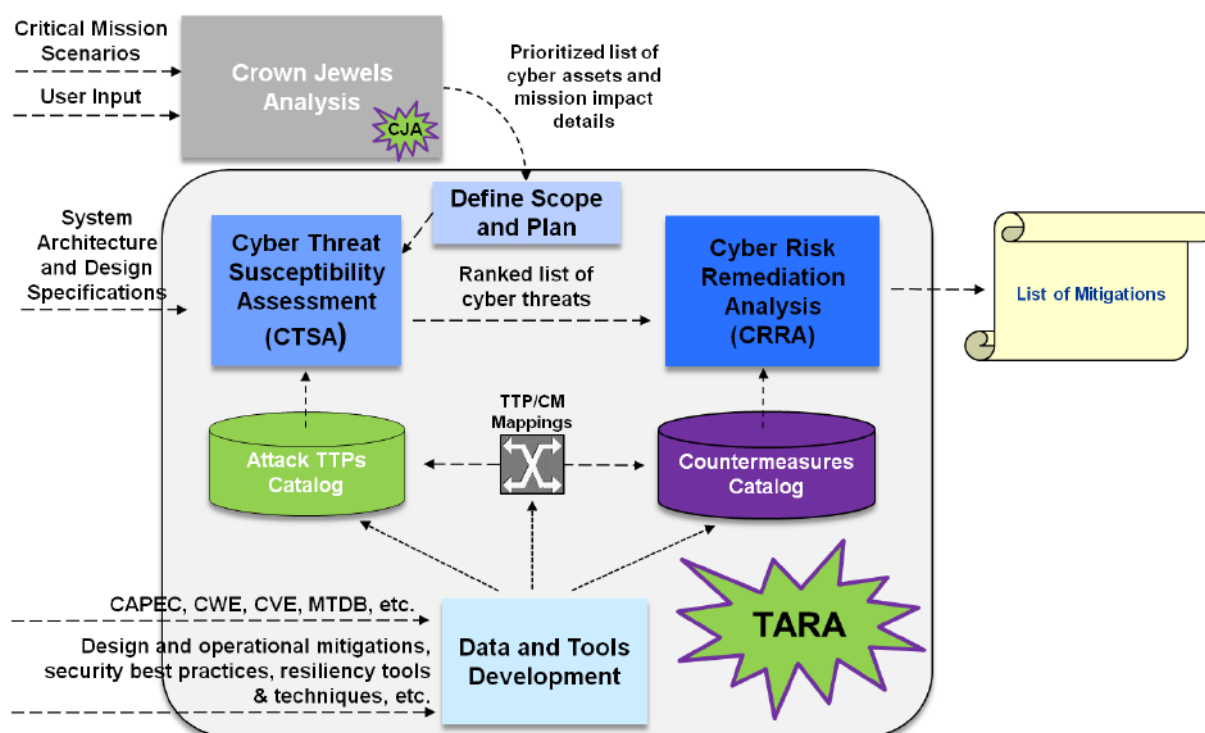 Critical Mission
Scenarios
User Input
Crown Jewels
Analysis
CJA
Prioritized list of
cyber assets and
mission impact
details
Define Scope
and Plan
System
Architecture
and Design
Specifications
Cyber Threat
Susceptibility
Assessment
(CTSA)
Ranked list of
cyber threats
Cyber Risk
Remediation
Analysis
(CRRA)
List of Mitigations
TTP/CM
Mappings
Attack TTPs
Catalog
Countermeasures
Catalog
CAPEC, CWE, CVE, MTDB, etc.
Design and operational mitigations,
security best practices, resiliency tools
& techniques, etc.
Data and Tools
Development
TARA